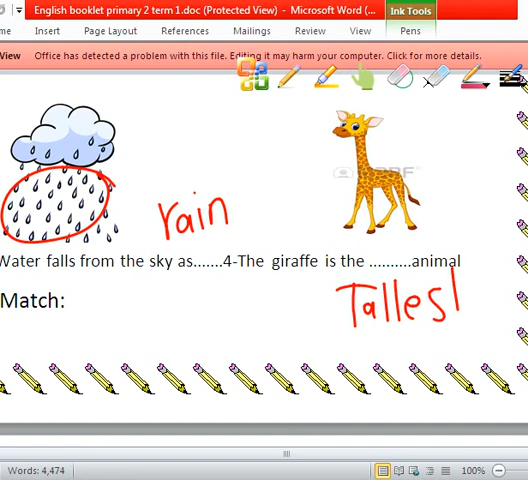 English booklet primary 2 term 1.doc (Protected View) - Microsoft Word (...
Ink Tools
Insert Page Layout References Mailings Review View Pens
View Office has detected a problem with this file. Editing it may harm your computer. Click for more details.
rain
Water falls from the sky as.......4-The giraffe is the ..........animal
Tallest
Match:
Words: 4,474
100%